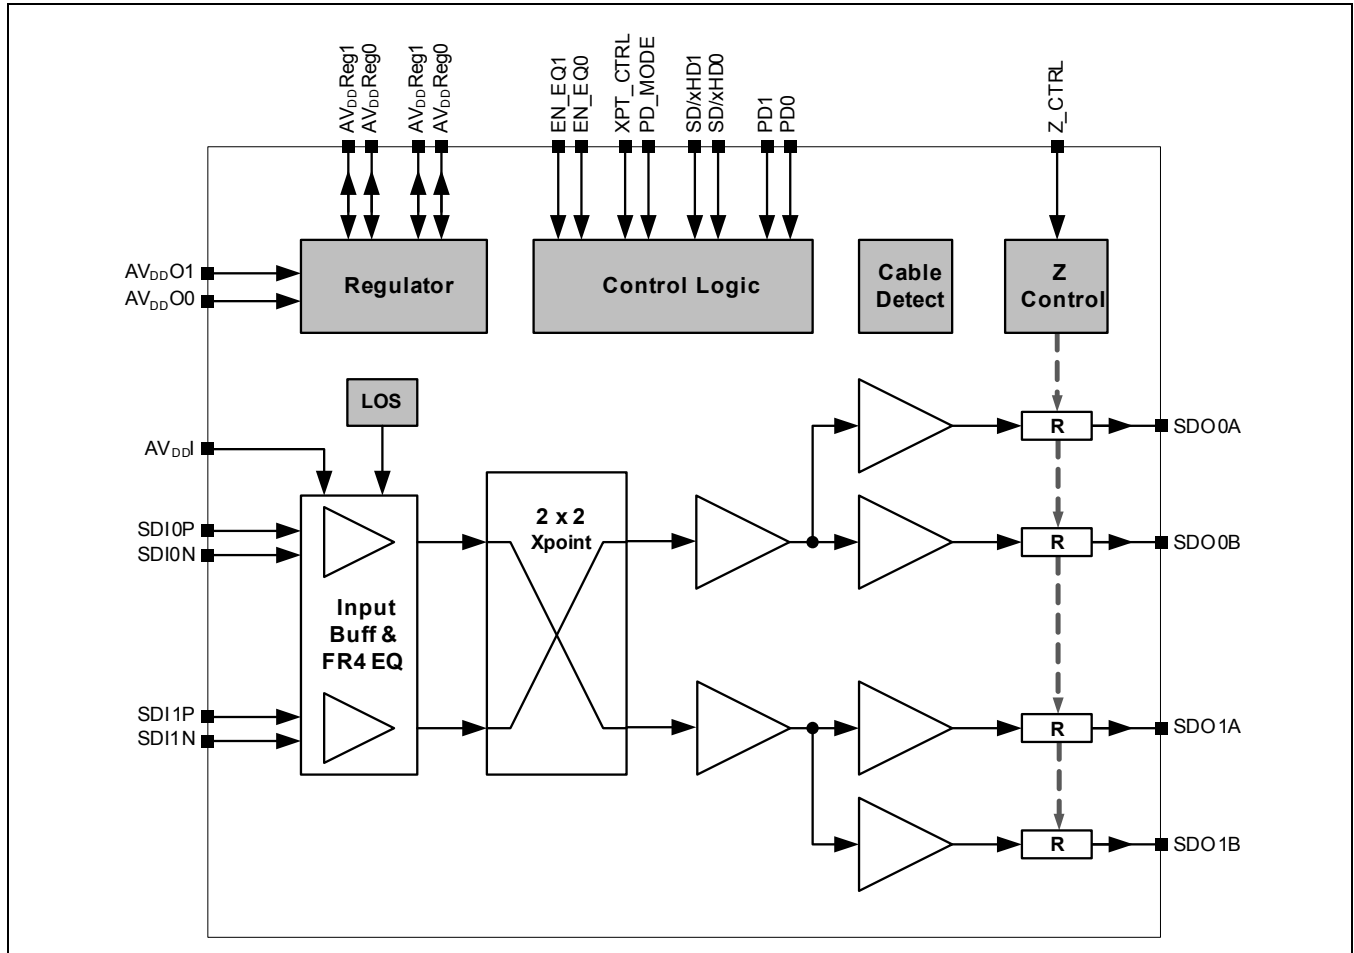 AVDDReg1
AVDDReg0
AVDDReg1
AVDDReg0
EN_EQ1
EN_EQ0
XPT_CTRL
PD_MODE
SD/xHD1
SD/xHD0
PD1
PD0
Z_CTRL
AVDDO1
AVDDO0
Regulator
Control Logic
Cable
Detect
Z
Control
LOS
AVDDI
SDI0P
SDI0N
SDI1P
SDI1N
Input
Buff &
FR4 EQ
2 x 2
Xpoint
R
SDO0A
R
SDO0B
R
SDO1A
R
SDO1B